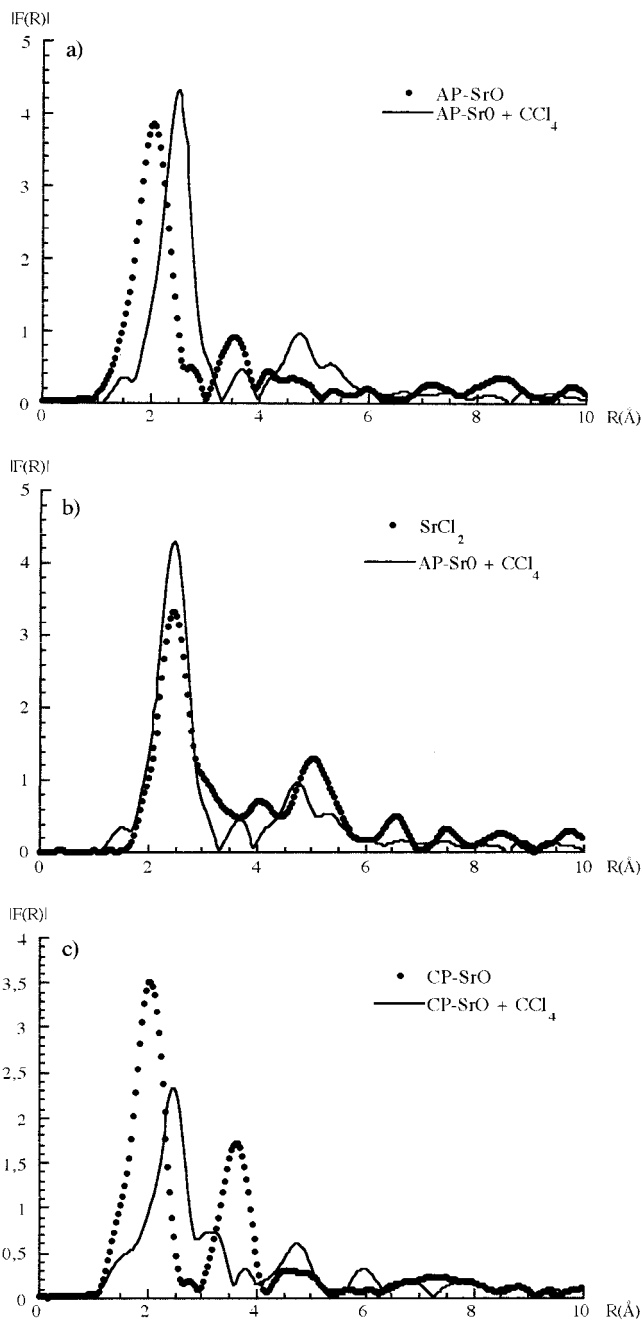 |F(R)|
a)
5
AP-SrO
AP-Sr0 + CCl4
4
3
2
1
0
0 2 4 6 8 10 R(Å)
|F(R)|
b)
5
SrCl2
AP-Sr0 + CCl4
4
3
2
1
0
0 2 4 6 8 10 R(Å)
|F(R)|
c)
4
CP-SrO
CP-SrO + CCl4
3,5
3
2,5
2
1,5
1
0,5
0
0 2 4 6 8 10 R(Å)